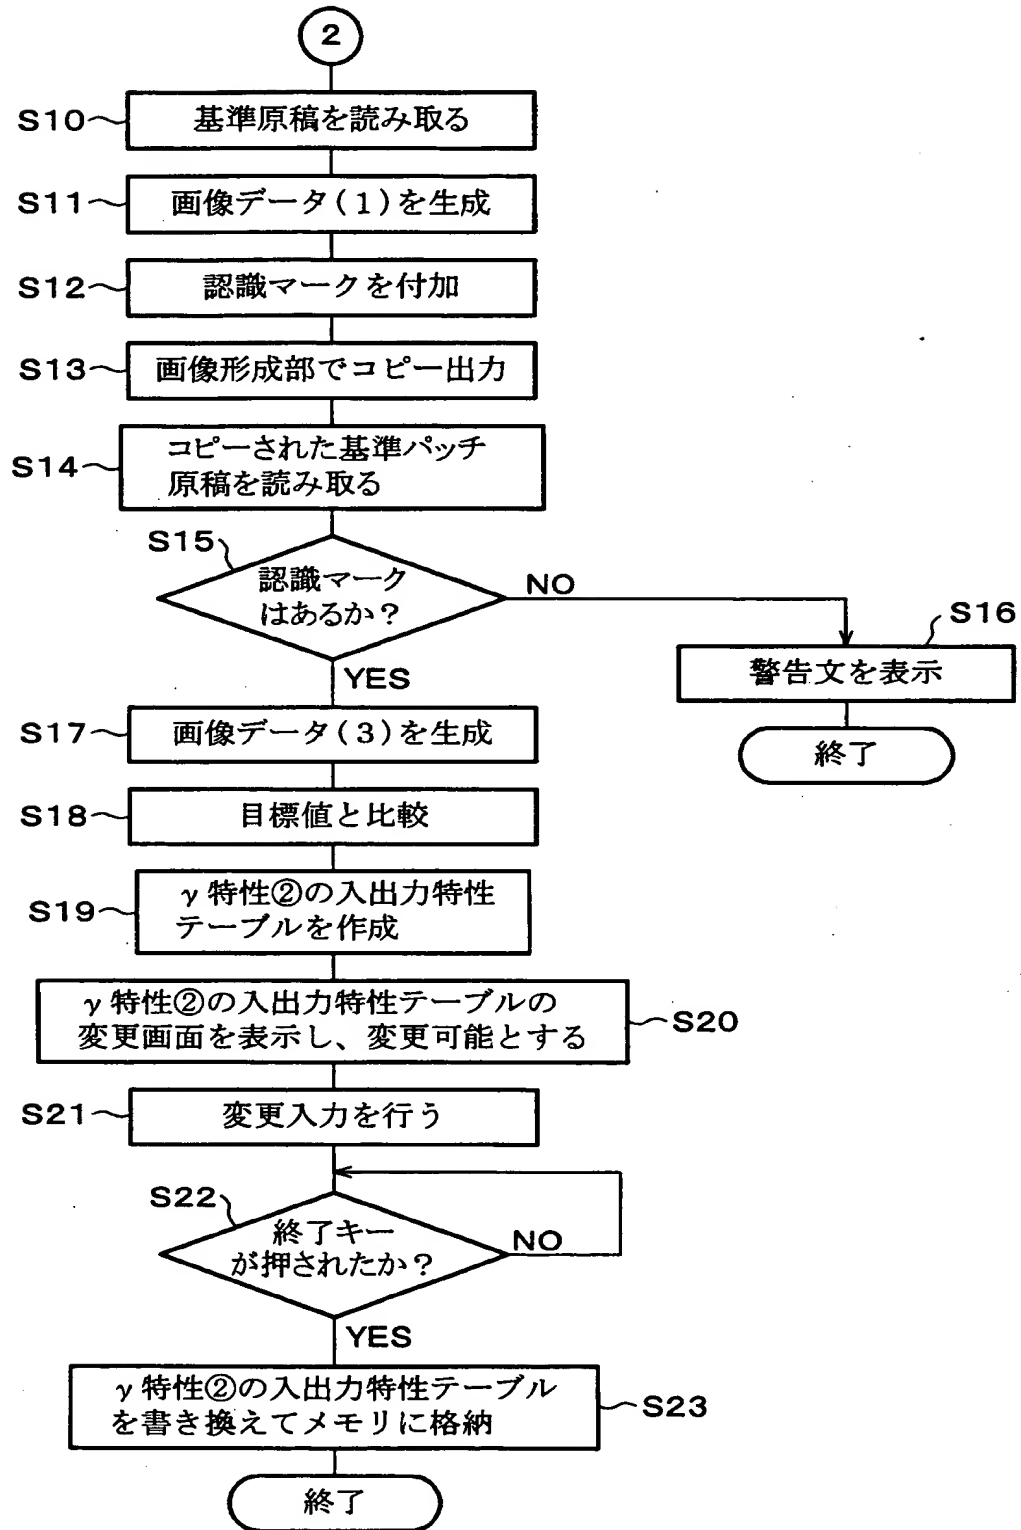 2
S10
基準原稿を読み取る
S11
画像データ(1)を生成
S12
認識マークを付加
S13
画像形成部でコピー出力
S14
コピーされた基準パッチ
原稿を読み取る
S15
認識マーク
はあるか?
NO
YES
S16
警告文を表示
終了
S17
画像データ(3)を生成
S18
目標値と比較
S19
γ特性②の入出力特性
テーブルを作成
γ特性②の入出力特性テーブルの
変更画面を表示し、変更可能とする
S20
S21
変更入力を行う
S22
終了キー
が押されたか?
NO
YES
γ特性②の入出力特性テーブル
を書き換えてメモリに格納
S23
終了